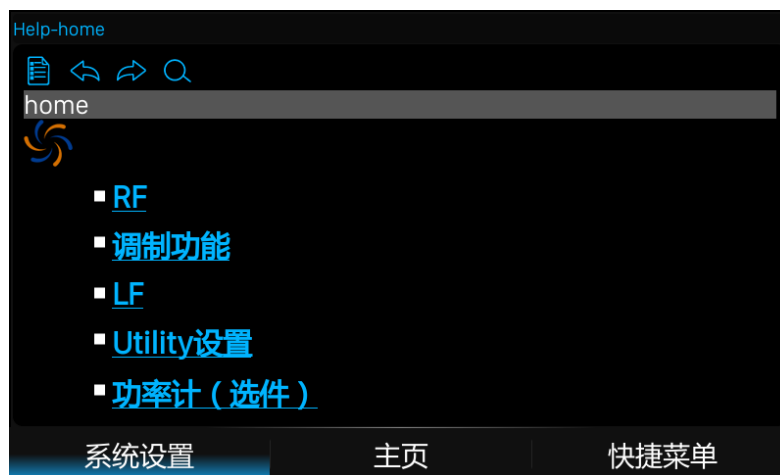 Help-home
home
RF
调制功能
LF
Utility设置
功率计（选件）
系统设置
主页
快捷菜单